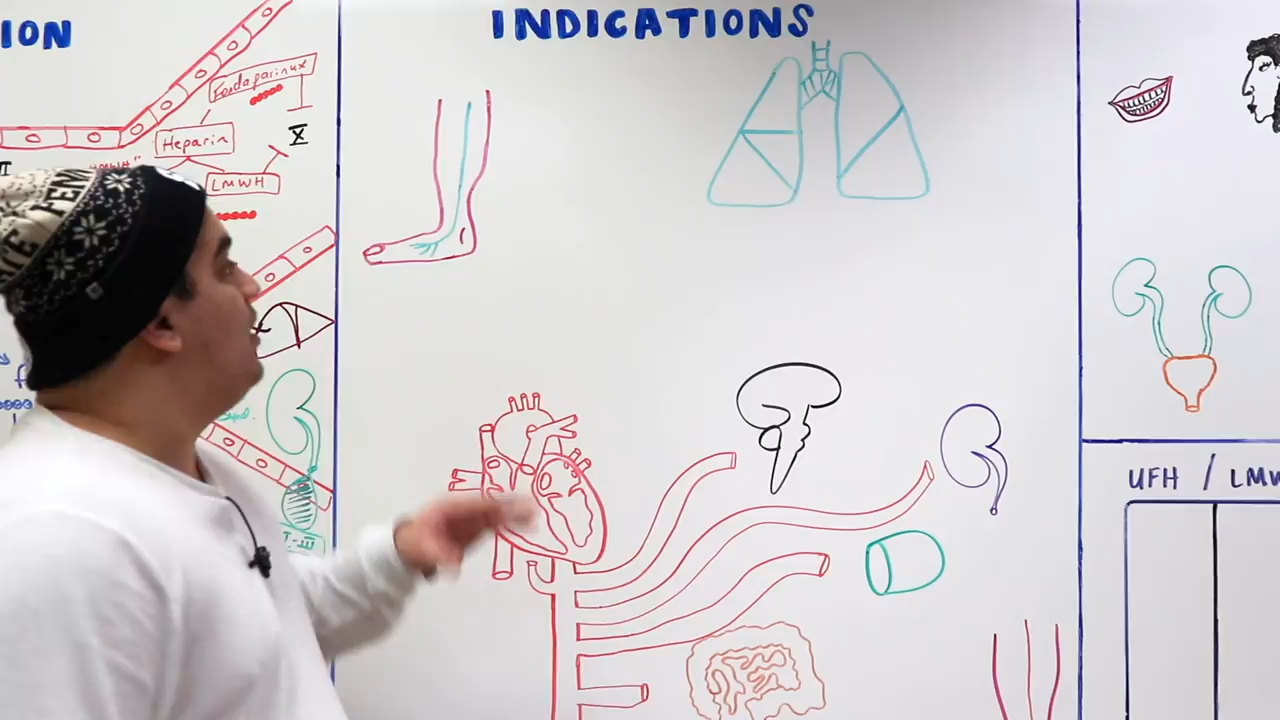 ION
INDICATIONS
Fondaparinux
Heparin
X
LMWH
UFH / LMW